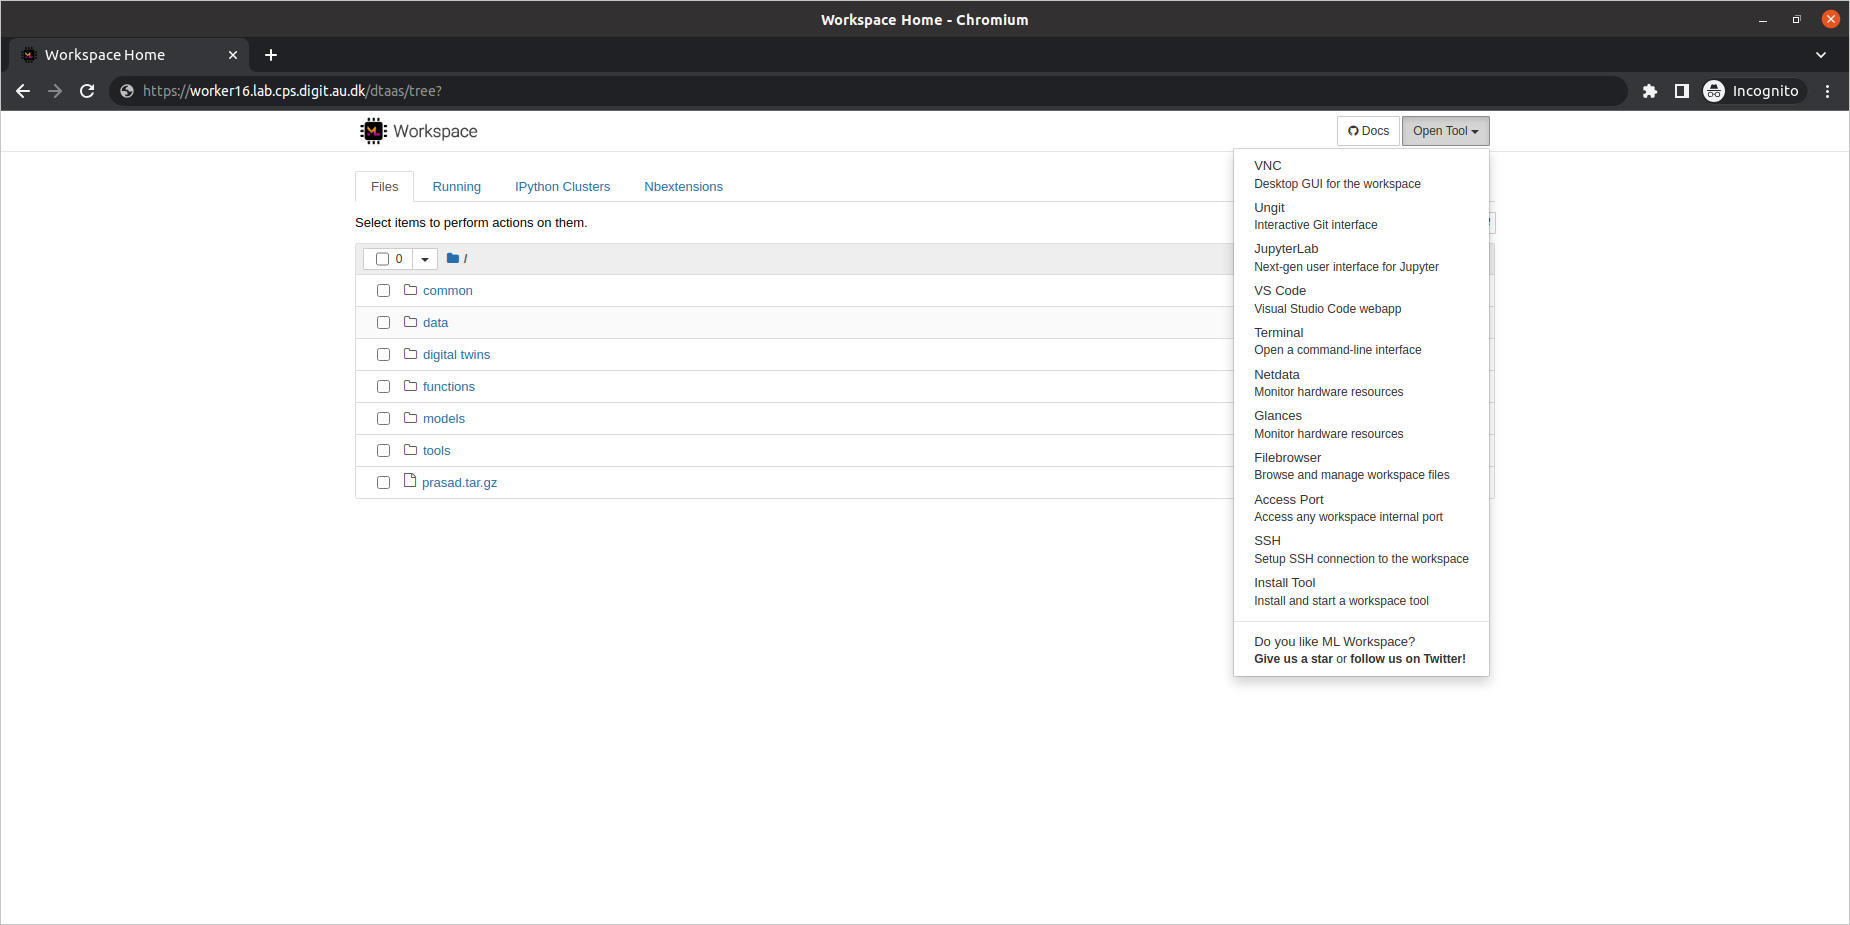 Workspace Home - Chromium
Workspace Home
https://worker16.lab.cps.digit.au.dk/dtaas/tree?
Incognito
Workspace
Docs
Open Tool
Files
Running
IPython Clusters
Nbextensions
Select items to perform actions on them.
0
/
common
data
digital twins
functions
models
tools
prasad.tar.gz
VNC
Desktop GUI for the workspace
Ungit
Interactive Git interface
JupyterLab
Next-gen user interface for Jupyter
VS Code
Visual Studio Code webapp
Terminal
Open a command-line interface
Netdata
Monitor hardware resources
Glances
Monitor hardware resources
Filebrowser
Browse and manage workspace files
Access Port
Access any workspace internal port
SSH
Setup SSH connection to the workspace
Install Tool
Install and start a workspace tool
Do you like ML Workspace?
Give us a star or follow us on Twitter!